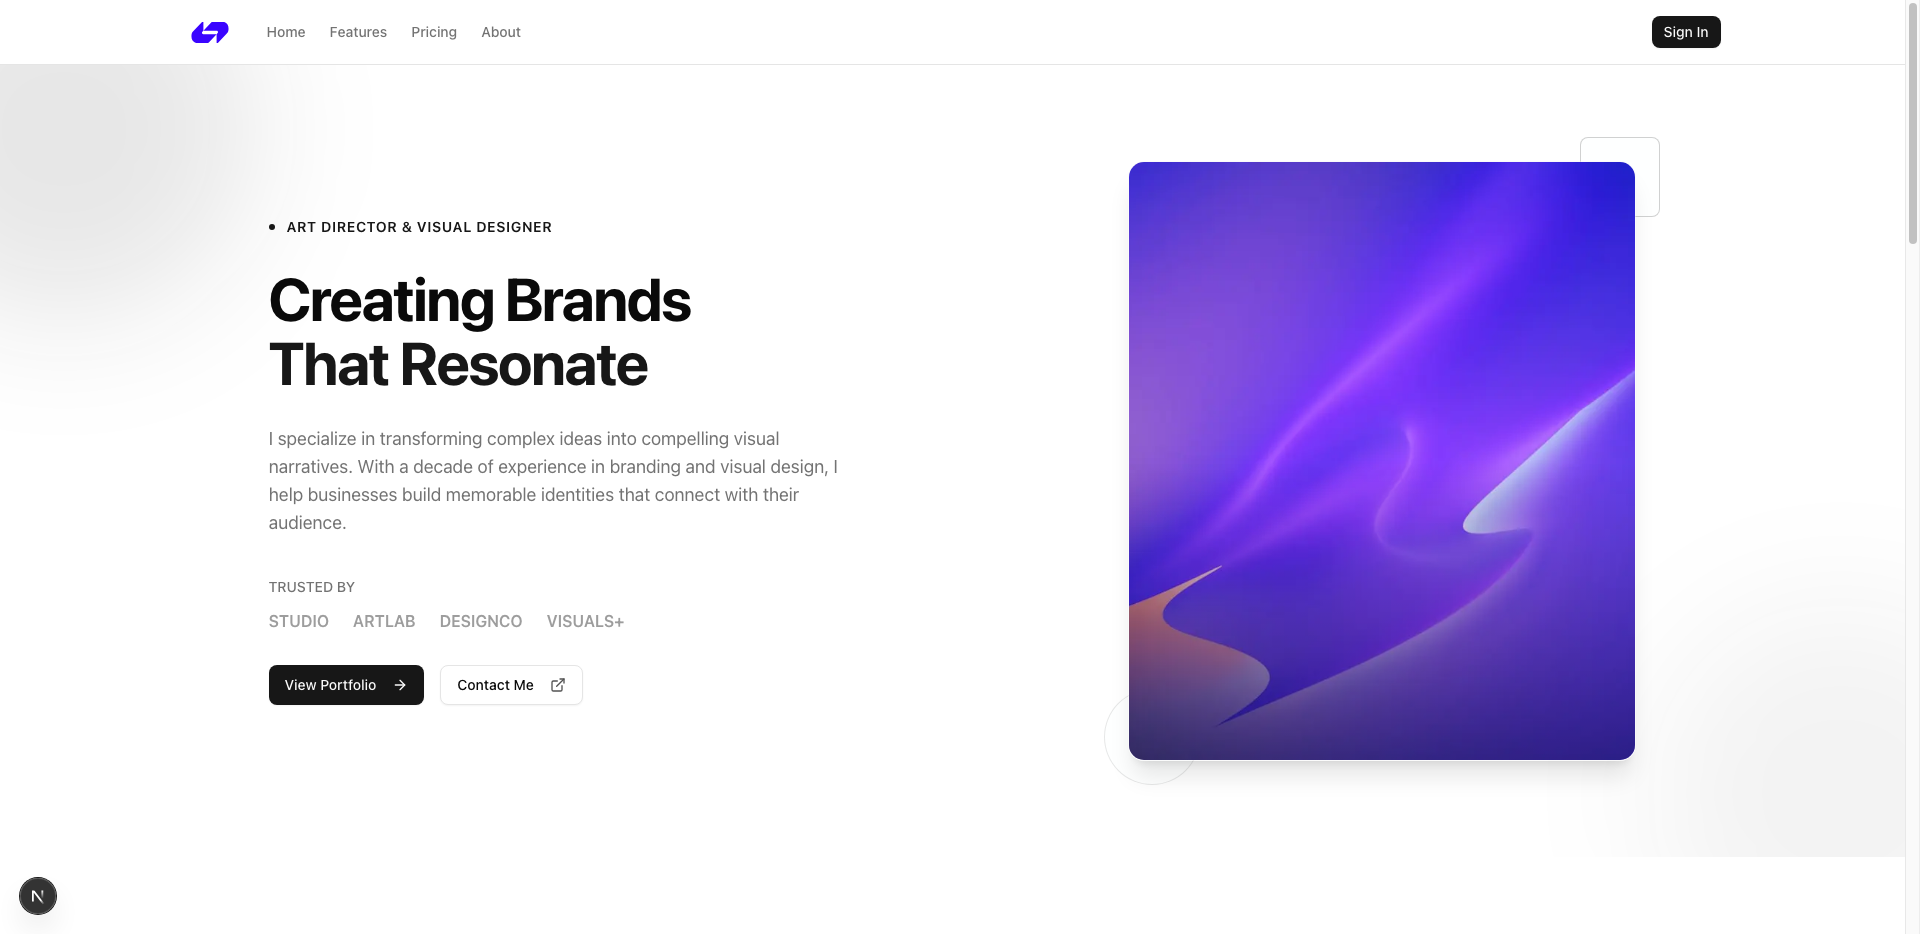 Home Features Pricing About Sign In
ART DIRECTOR & VISUAL DESIGNER
Creating Brands
That Resonate
I specialize in transforming complex ideas into compelling visual
narratives. With a decade of experience in branding and visual design, I
help businesses build memorable identities that connect with their
audience.
TRUSTED BY
STUDIO ARTLAB DESIGNCO VISUALS+
View Portfolio Contact Me
N